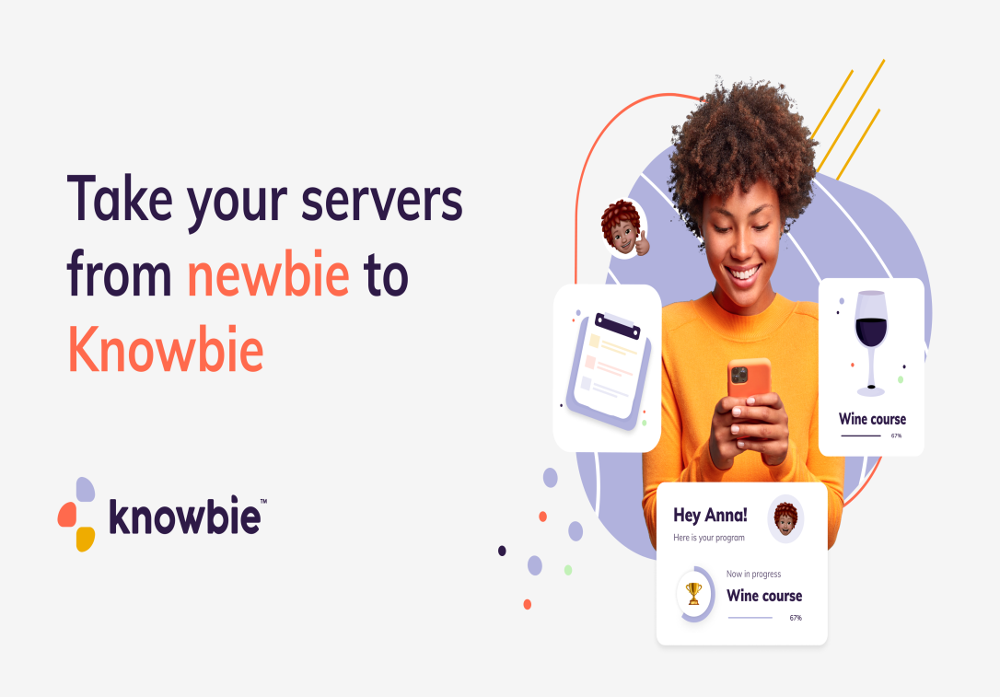 Take your servers
from newbie to
Knowbie
knowbie™
Wine course
67%
Hey Anna!
Here is your program
Now in progress
Wine course
67%